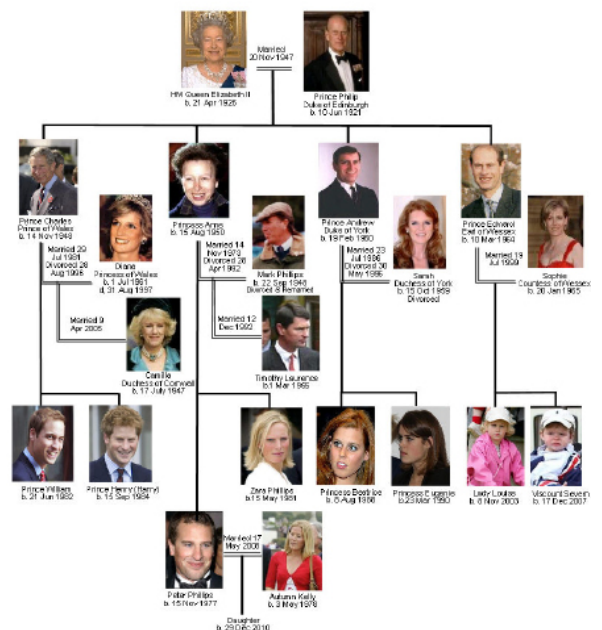 Married
20 Nov 1947
HM Queen Elizabeth II
b. 21 Apr 1926
Prince Philip
Duke of Edinburgh
b. 10 Jun 1921
Prince Charles
Prince of Wales
b. 14 Nov 1948
Princess Anne
b. 15 Aug 1950
Prince Andrew
Duke of York
b. 19 Feb 1960
Prince Edward
Earl of Wessex
b. 10 Mar 1964
Married 29
Jul 1981
Divorced 28
Aug 1996
Diana
Princess of Wales
b. 1 Jul 1961
d. 31 Aug 1997
Married 14
Nov 1973
Divorced 28
Apr 1992
Mark Phillips
b. 22 Sep 1948
Divorced & Remarried
Married 23
Jul 1986
Divorced 30
May 1996
Sarah
Duchess of York
b. 15 Oct 1959
Divorced
Married 19
Jul 1999
Sophie
Countess of Wessex
b. 20 Jan 1965
Married 9
Apr 2005
Camilla
Duchess of Cornwall
b. 17 July 1947
Married 12
Dec 1992
Timothy Laurence
b. 1 Mar 1955
Prince William
b. 21 Jun 1982
Prince Henry (Harry)
b. 15 Sep 1984
Zara Phillips
b. 15 May 1981
Princess Beatrice
b. 8 Aug 1988
Princess Eugenie
b. 23 Mar 1990
Lady Louise
b. 8 Nov 2003
Viscount Severn
b. 17 Dec 2007
Married 17
May 2008
Peter Phillips
b. 15 Nov 1977
Autumn Kelly
b. 3 May 1978
Daughter
b. 29 Dec 2010